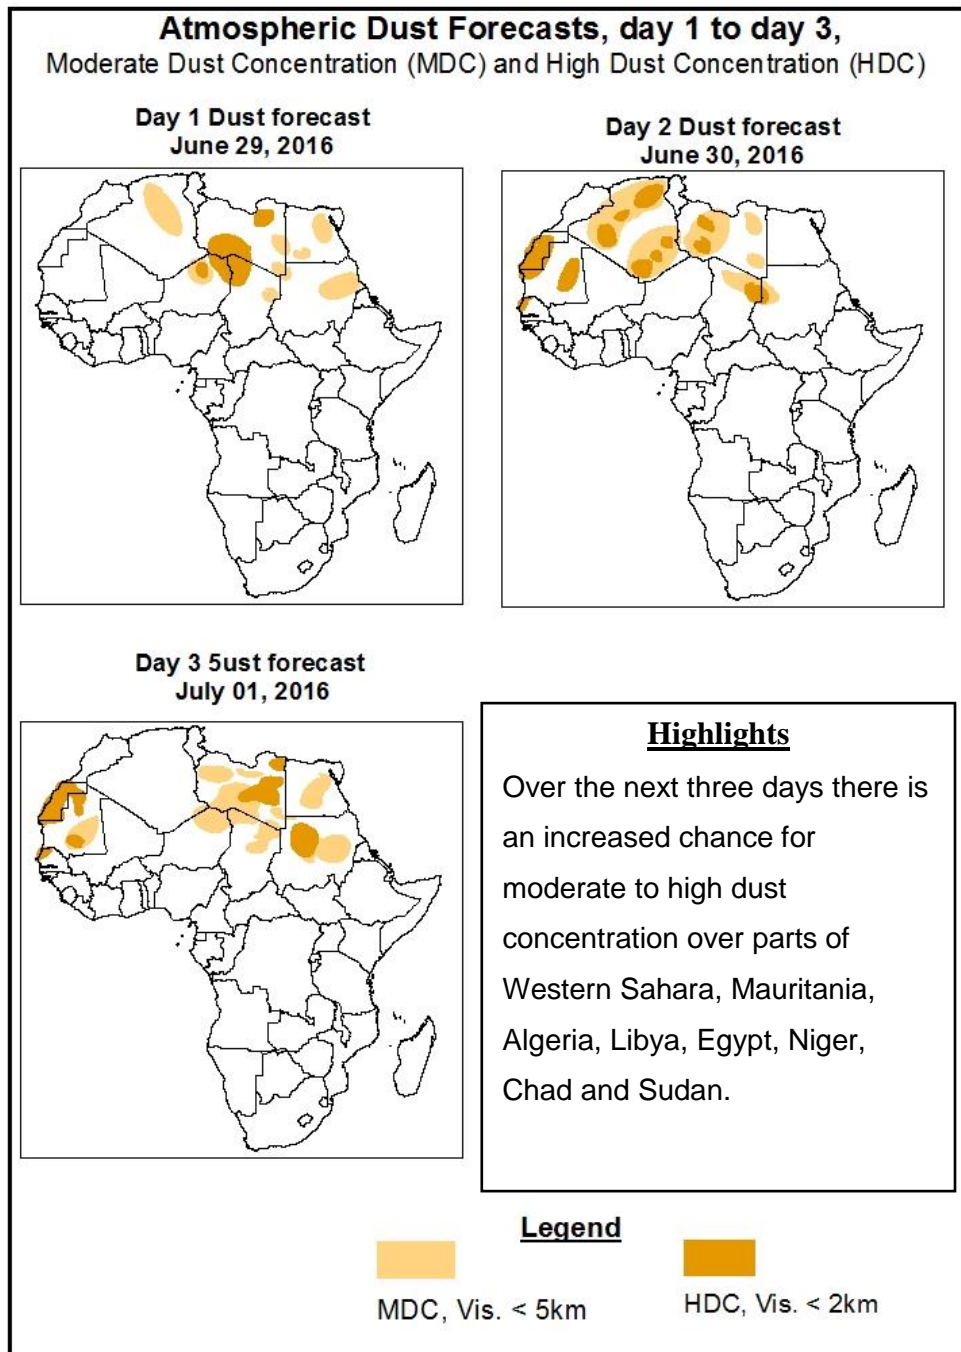 Atmospheric Dust Forecasts, day 1 to day 3,
Moderate Dust Concentration (MDC) and High Dust Concentration (HDC)
Day 1 Dust forecast
June 29, 2016
Day 2 Dust forecast
June 30, 2016
Day 3 5ust forecast
July 01, 2016
Highlights
Over the next three days there is
an increased chance for
moderate to high dust
concentration over parts of
Western Sahara, Mauritania,
Algeria, Libya, Egypt, Niger,
Chad and Sudan.
Legend
MDC, Vis. < 5km
HDC, Vis. < 2km